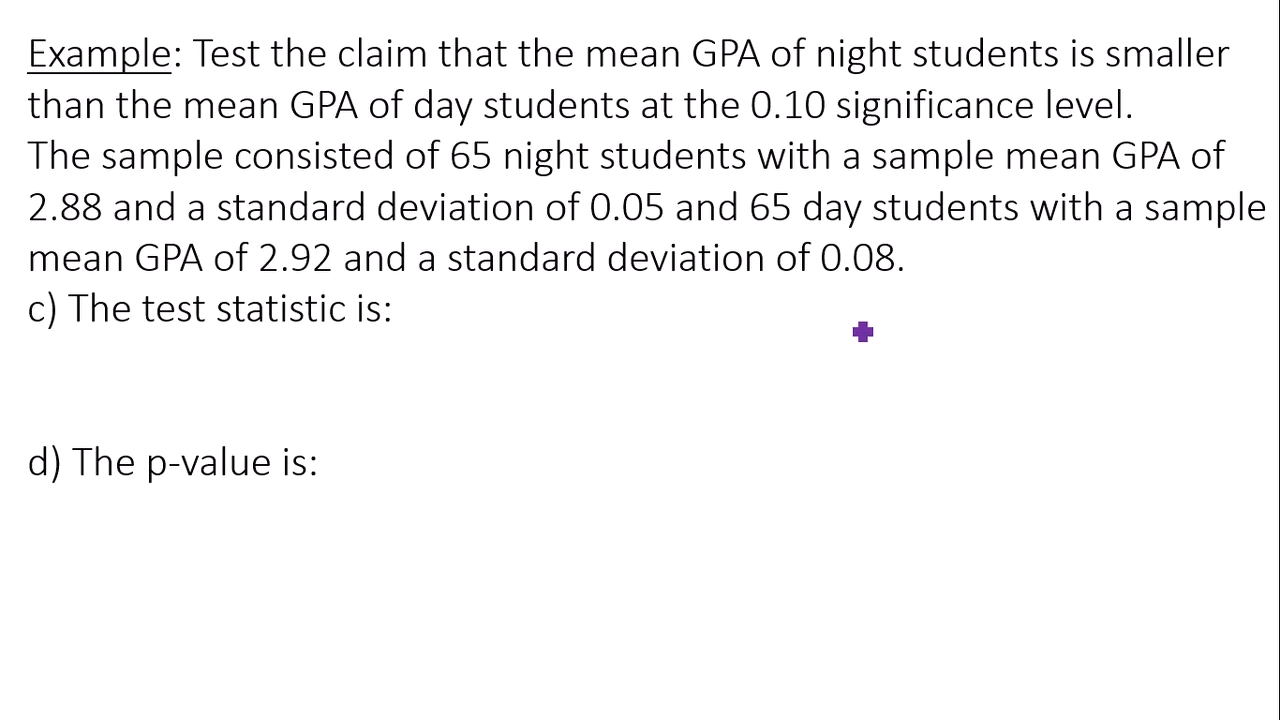 Example: Test the claim that the mean GPA of night students is smaller
than the mean GPA of day students at the 0.10 significance level.
The sample consisted of 65 night students with a sample mean GPA of
2.88 and a standard deviation of 0.05 and 65 day students with a sample
mean GPA of 2.92 and a standard deviation of 0.08.
c) The test statistic is:
d) The p-value is: